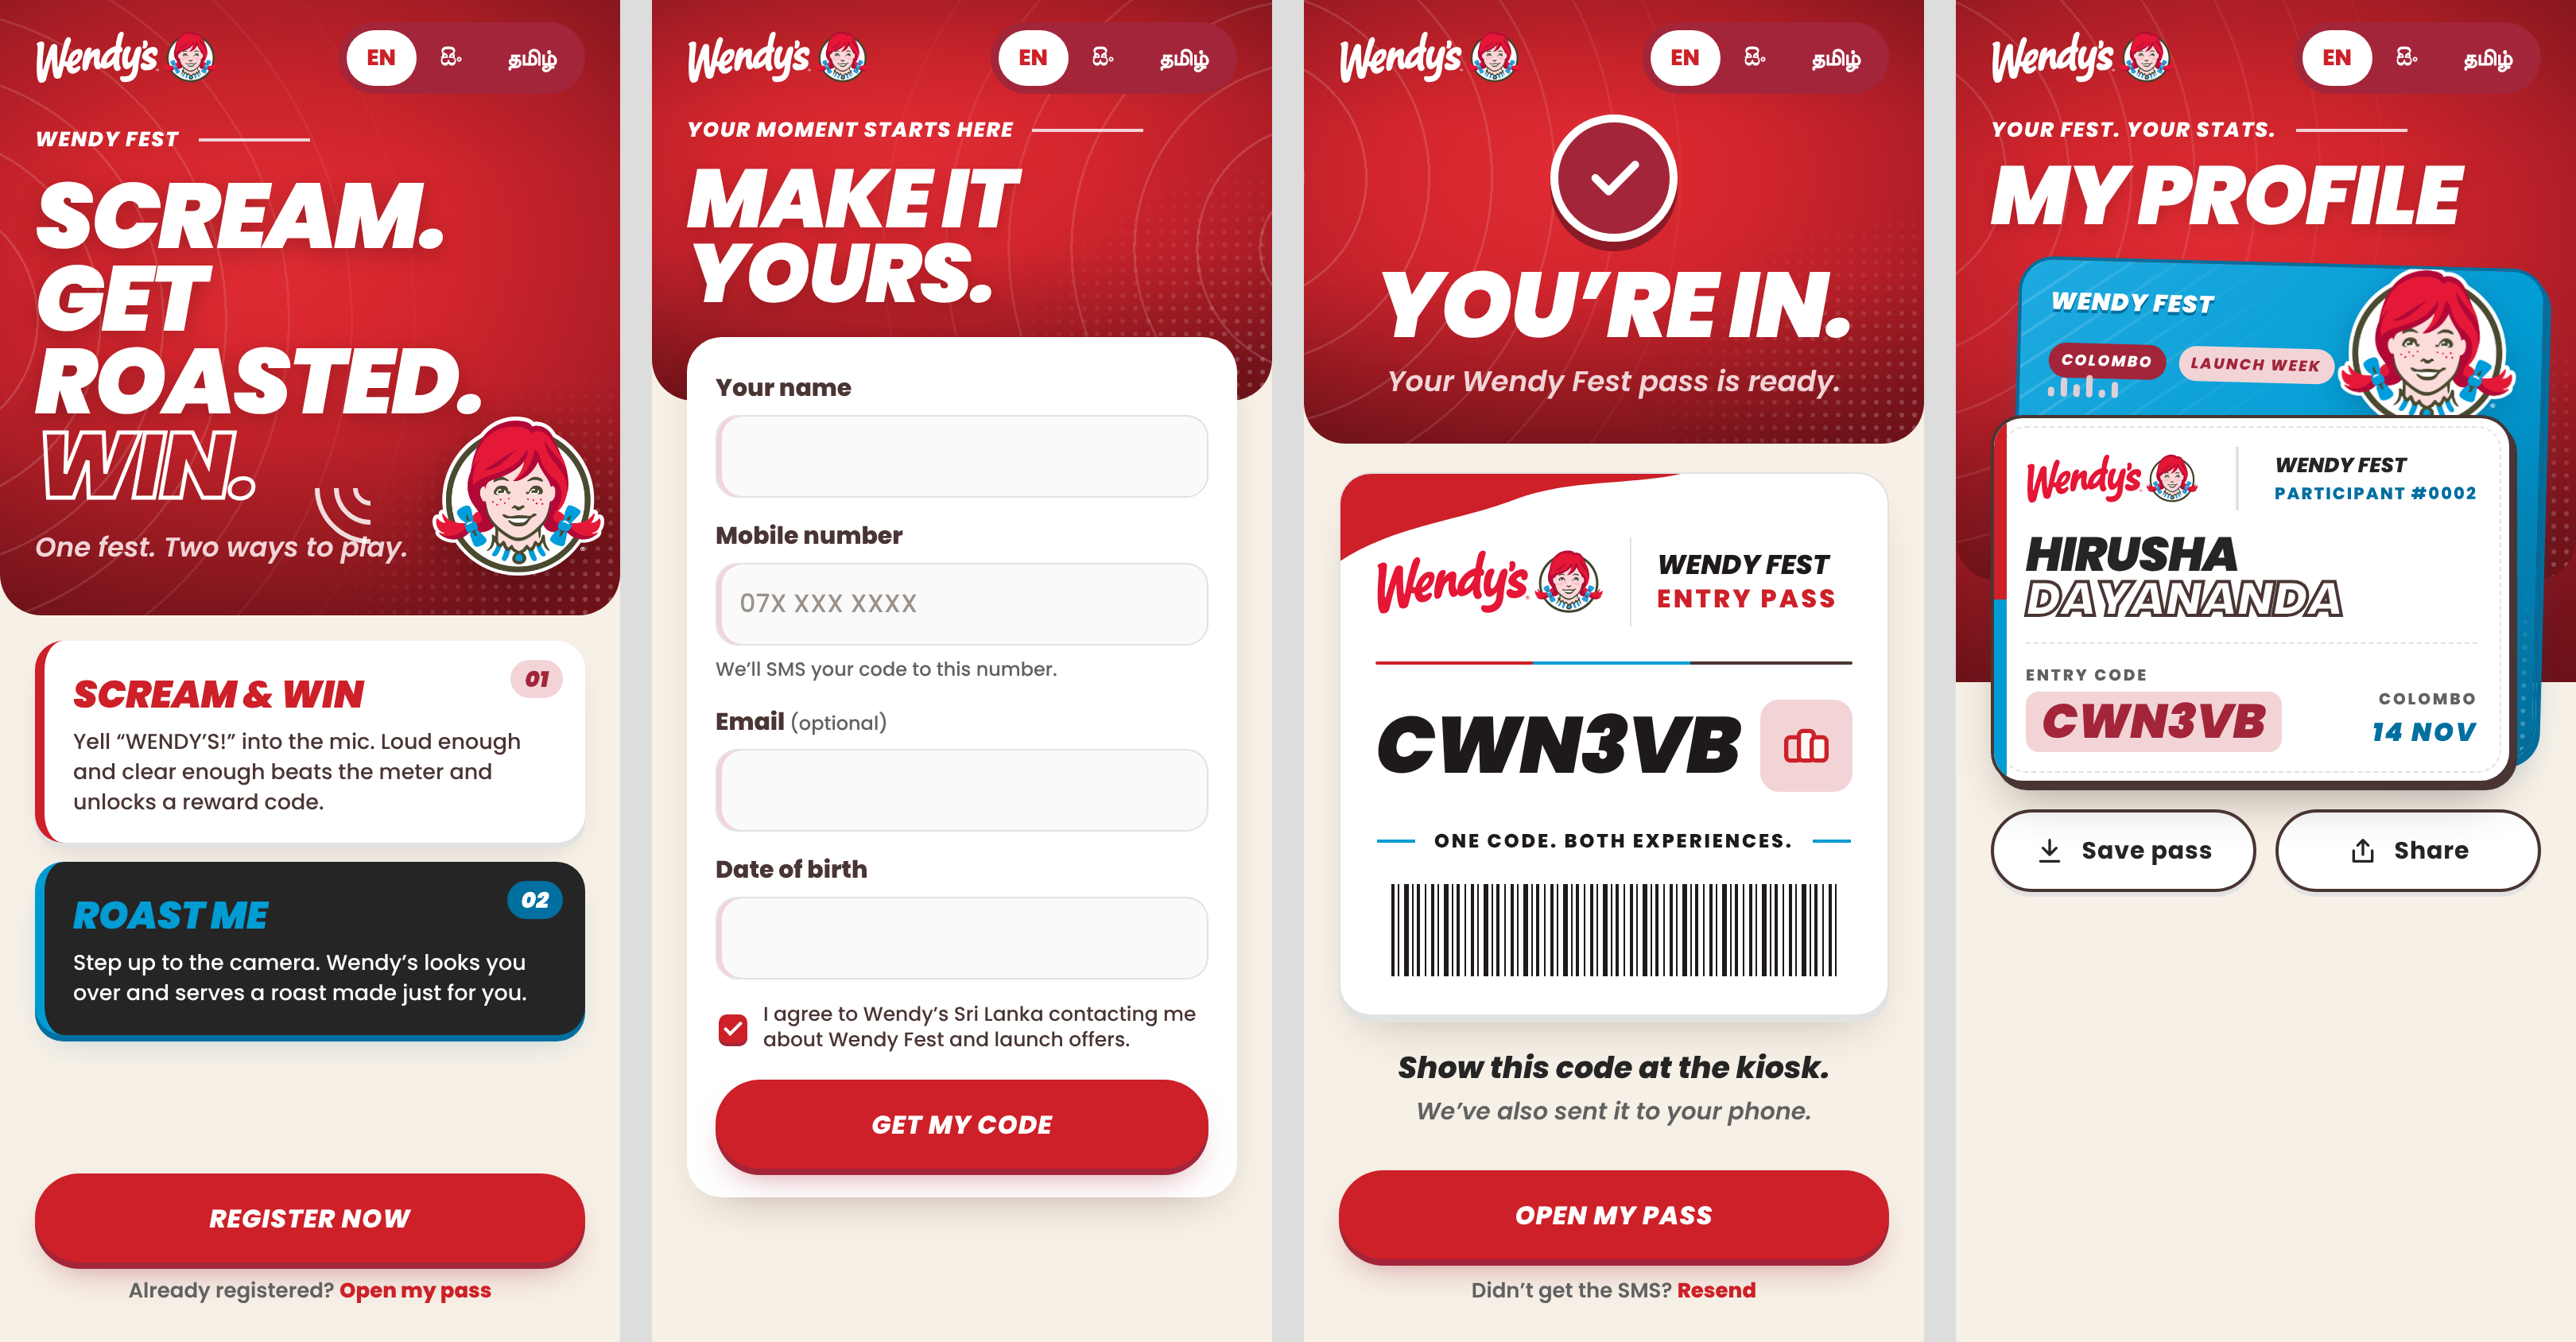 Wendy's
EN සිං தமிழ்
WENDY FEST
SCREAM.
GET
ROASTED.
WIN.
One fest. Two ways to play.
SCREAM & WIN
01
Yell “WENDY’S!” into the mic. Loud enough
and clear enough beats the meter and
unlocks a reward code.
ROAST ME
02
Step up to the camera. Wendy’s looks you
over and serves a roast made just for you.
REGISTER NOW
Already registered? Open my pass
Wendy's
EN සිං தமிழ்
YOUR MOMENT STARTS HERE
MAKE IT
YOURS.
Your name
Mobile number
07X XXX XXXX
We’ll SMS your code to this number.
Email (optional)
Date of birth
I agree to Wendy’s Sri Lanka contacting me
about Wendy Fest and launch offers.
GET MY CODE
Wendy's
EN සිං தமிழ்
YOU’RE IN.
Your Wendy Fest pass is ready.
Wendy's
WENDY FEST
ENTRY PASS
CWN3VB
ONE CODE. BOTH EXPERIENCES.
Show this code at the kiosk.
We’ve also sent it to your phone.
OPEN MY PASS
Didn’t get the SMS? Resend
Wendy's
EN සිං தமிழ்
YOUR FEST. YOUR STATS.
MY PROFILE
WENDY FEST
COLOMBO
LAUNCH WEEK
Wendy's
WENDY FEST
PARTICIPANT #0002
HIRUSHA
DAYANANDA
ENTRY CODE
CWN3VB
COLOMBO
14 NOV
Save pass
Share